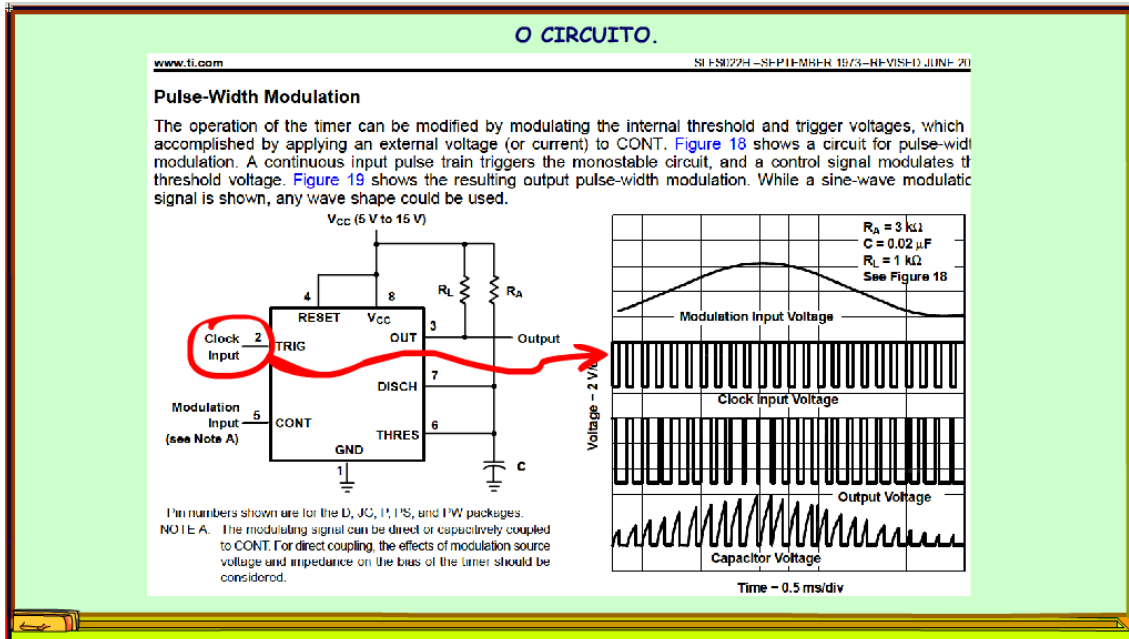 O CIRCUITO.
www.ti.com
SLFS022H –SEPTEMBER 1973–REVISED JUNE 20
Pulse-Width Modulation
The operation of the timer can be modified by modulating the internal threshold and trigger voltages, which
accomplished by applying an external voltage (or current) to CONT. Figure 18 shows a circuit for pulse-widt
modulation. A continuous input pulse train triggers the monostable circuit, and a control signal modulates th
threshold voltage. Figure 19 shows the resulting output pulse-width modulation. While a sine-wave modulatio
signal is shown, any wave shape could be used.
VCC (5 V to 15 V)
RL
RA
4
8
RESET
VCC
3
OUT
Output
Clock
Input
2
TRIG
7
DISCH
Modulation
Input
(see Note A)
5
CONT
6
THRES
GND
1
C
Pin numbers shown are for the D, JG, P, PS, and PW packages.
NOTE A. The modulating signal can be direct or capacitively coupled
to CONT. For direct coupling, the effects of modulation source
voltage and impedance on the bias of the timer should be
considered.
RA = 3 kΩ
C = 0.02 µF
RL = 1 kΩ
See Figure 18
Modulation Input Voltage
Voltage – 2 V/
Clock Input Voltage
Output Voltage
Capacitor Voltage
Time – 0.5 ms/div